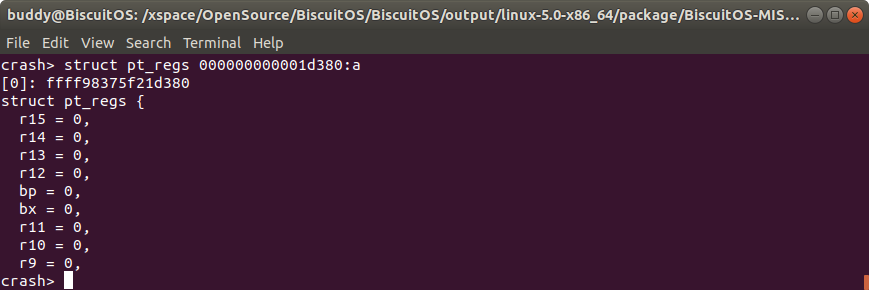 buddy@BiscuitOS: /xspace/OpenSource/BiscuitOS/BiscuitOS/output/linux-5.0-x86_64/package/BiscuitOS-MIS...
File Edit View Search Terminal Help
crash> struct pt_regs 000000000001d380:a
[0]: ffff98375f21d380
struct pt_regs {
  r15 = 0,
  r14 = 0,
  r13 = 0,
  r12 = 0,
  bp = 0,
  bx = 0,
  r11 = 0,
  r10 = 0,
  r9 = 0,
crash>